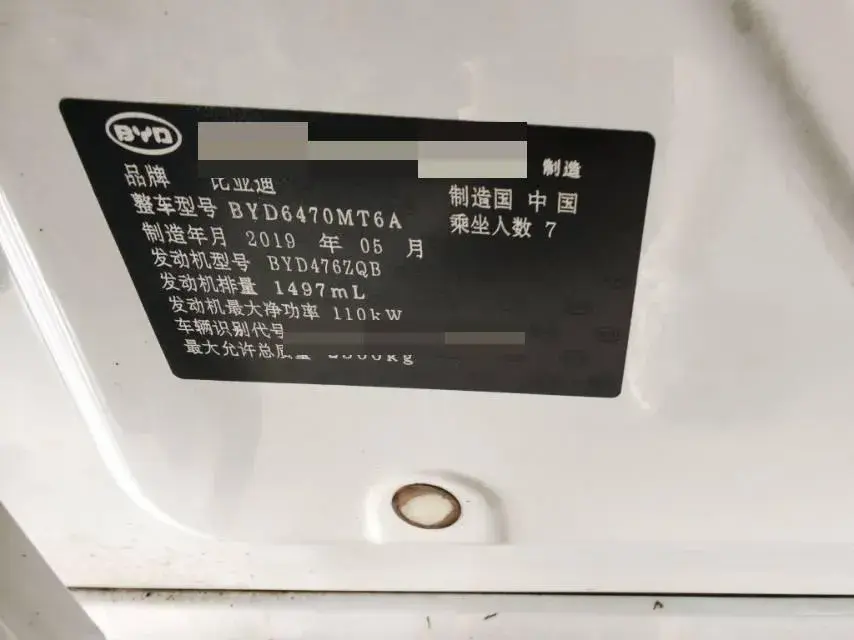 BYD
制造
品牌 比亚迪
制造国 中国
整车型号 BYD6470MT6A
乘坐人数 7
制造年月 2019 年 05 月
发动机型号 BYD476ZQB
发动机排量 1497mL
发动机最大净功率 110kW
车辆识别代号
最大允许总质量 kg